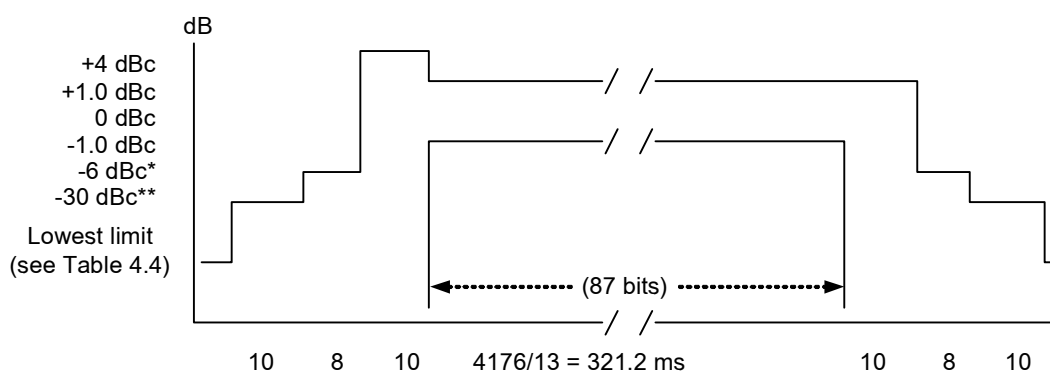 dB
+4 dBc
+1.0 dBc
0 dBc
-1.0 dBc
-6 dBc*
-30 dBc**
Lowest limit
(see Table 4.4)
(87 bits)
10 8 10 4176/13 = 321.2 ms 10 8 10